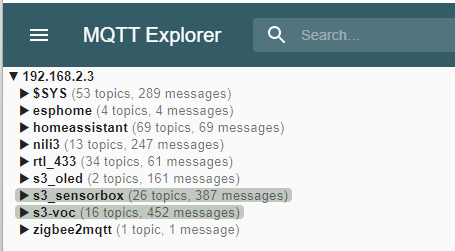 MQTT Explorer
Search...
192.168.2.3
$SYS (53 topics, 289 messages)
esphome (4 topics, 4 messages)
homeassistant (69 topics, 69 messages)
nili3 (13 topics, 247 messages)
rtl_433 (34 topics, 61 messages)
s3_oled (2 topics, 161 messages)
s3_sensorbox (26 topics, 387 messages)
s3-voc (16 topics, 452 messages)
zigbee2mqtt (1 topic, 1 message)